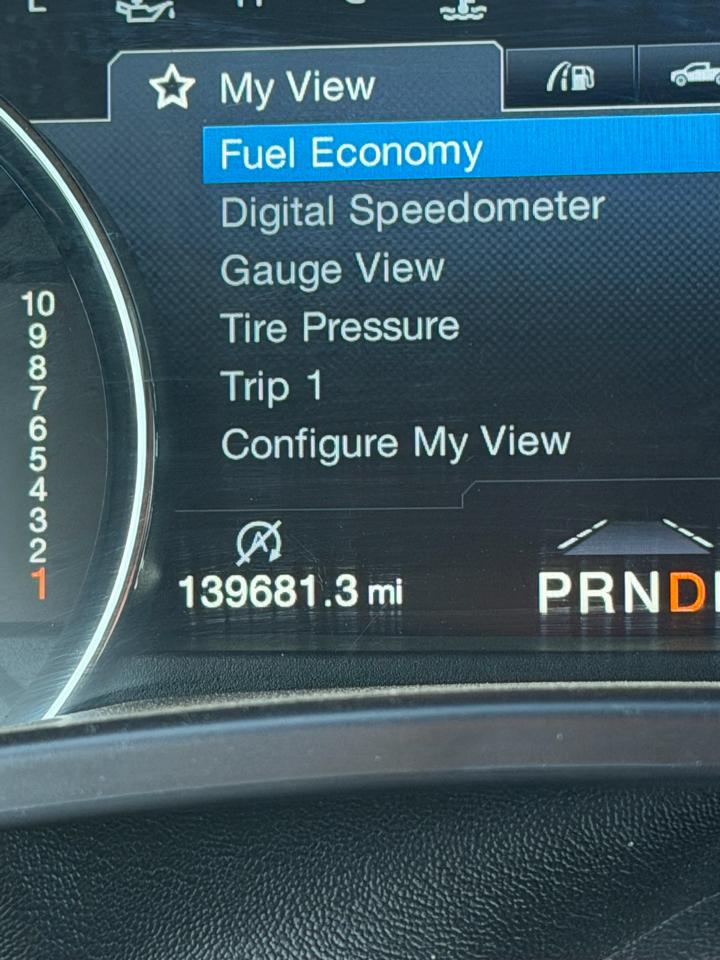 My View
Fuel Economy
Digital Speedometer
Gauge View
Tire Pressure
Trip 1
Configure My View
10
9
8
7
6
5
4
3
2
1
A
139681.3 mi
PRND